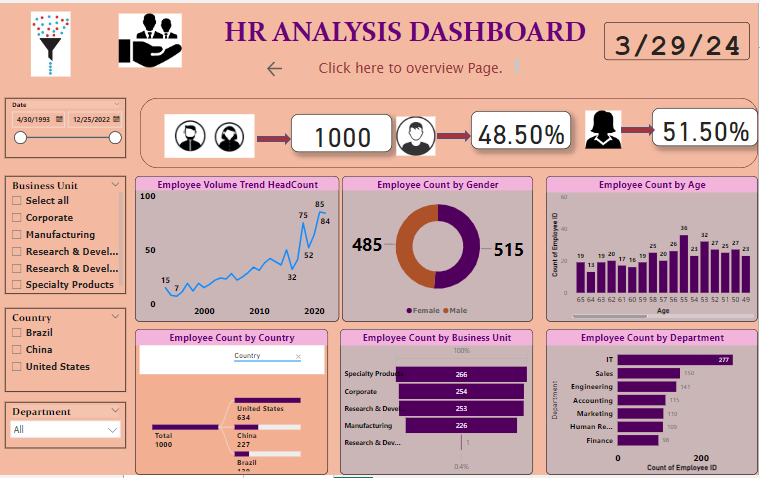 HR ANALYSIS DASHBOARD
3/29/24
Click here to overview Page.
Date
4/30/1993
12/25/2022
1000
48.50%
51.50%
Business Unit
Select all
Corporate
Manufacturing
Research & Devel...
Research & Devel...
Specialty Products
Country
Brazil
China
United States
Department
All
Employee Volume Trend HeadCount
100
50
0
15
7
32
75
52
85
84
2000
2010
2020
Employee Count by Gender
485
515
Female
Male
Employee Count by Age
Count of Employee ID
60
40
20
0
19 13 19 20 17 16 19 25 20 26 36 23 32 27 25 27 23
65 64 63 62 61 60 59 58 57 56 55 54 53 52 51 50 49
Age
Employee Count by Country
Country
Total
1000
United States
634
China
227
Brazil
Employee Count by Business Unit
100%
Specialty Produc 266
Corporate 254
Research & Deve 253
Manufacturing 226
Research & Dev... 1
0.4%
Employee Count by Department
Department
IT 277
Sales 150
Engineering 141
Accounting 115
Marketing 110
Human Re... 109
Finance 98
0
200
Count of Employee ID